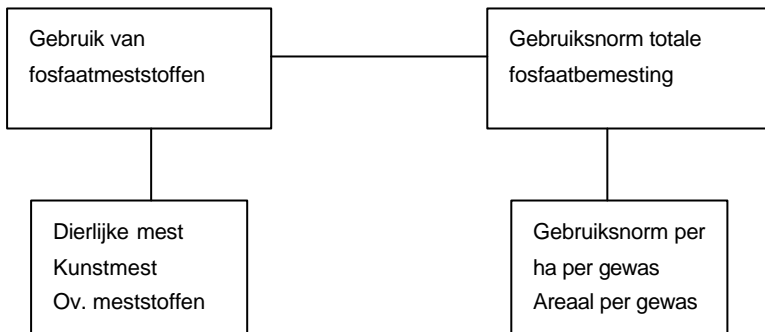 Gebruik van
fosfaatmeststoffen
Gebruiksnorm totale
fosfaatbemesting
Dierlijke mest
Kunstmest
Ov. meststoffen
Gebruiksnorm per
ha per gewas
Areaal per gewas